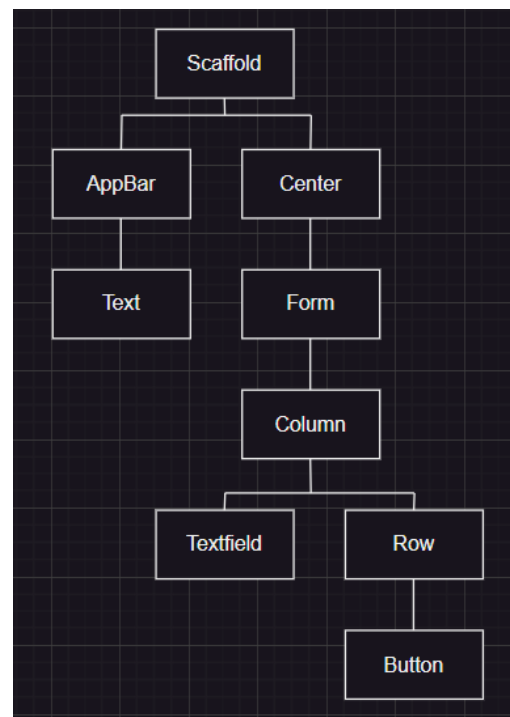 Scaffold
AppBar
Center
Text
Form
Column
Textfield
Row
Button